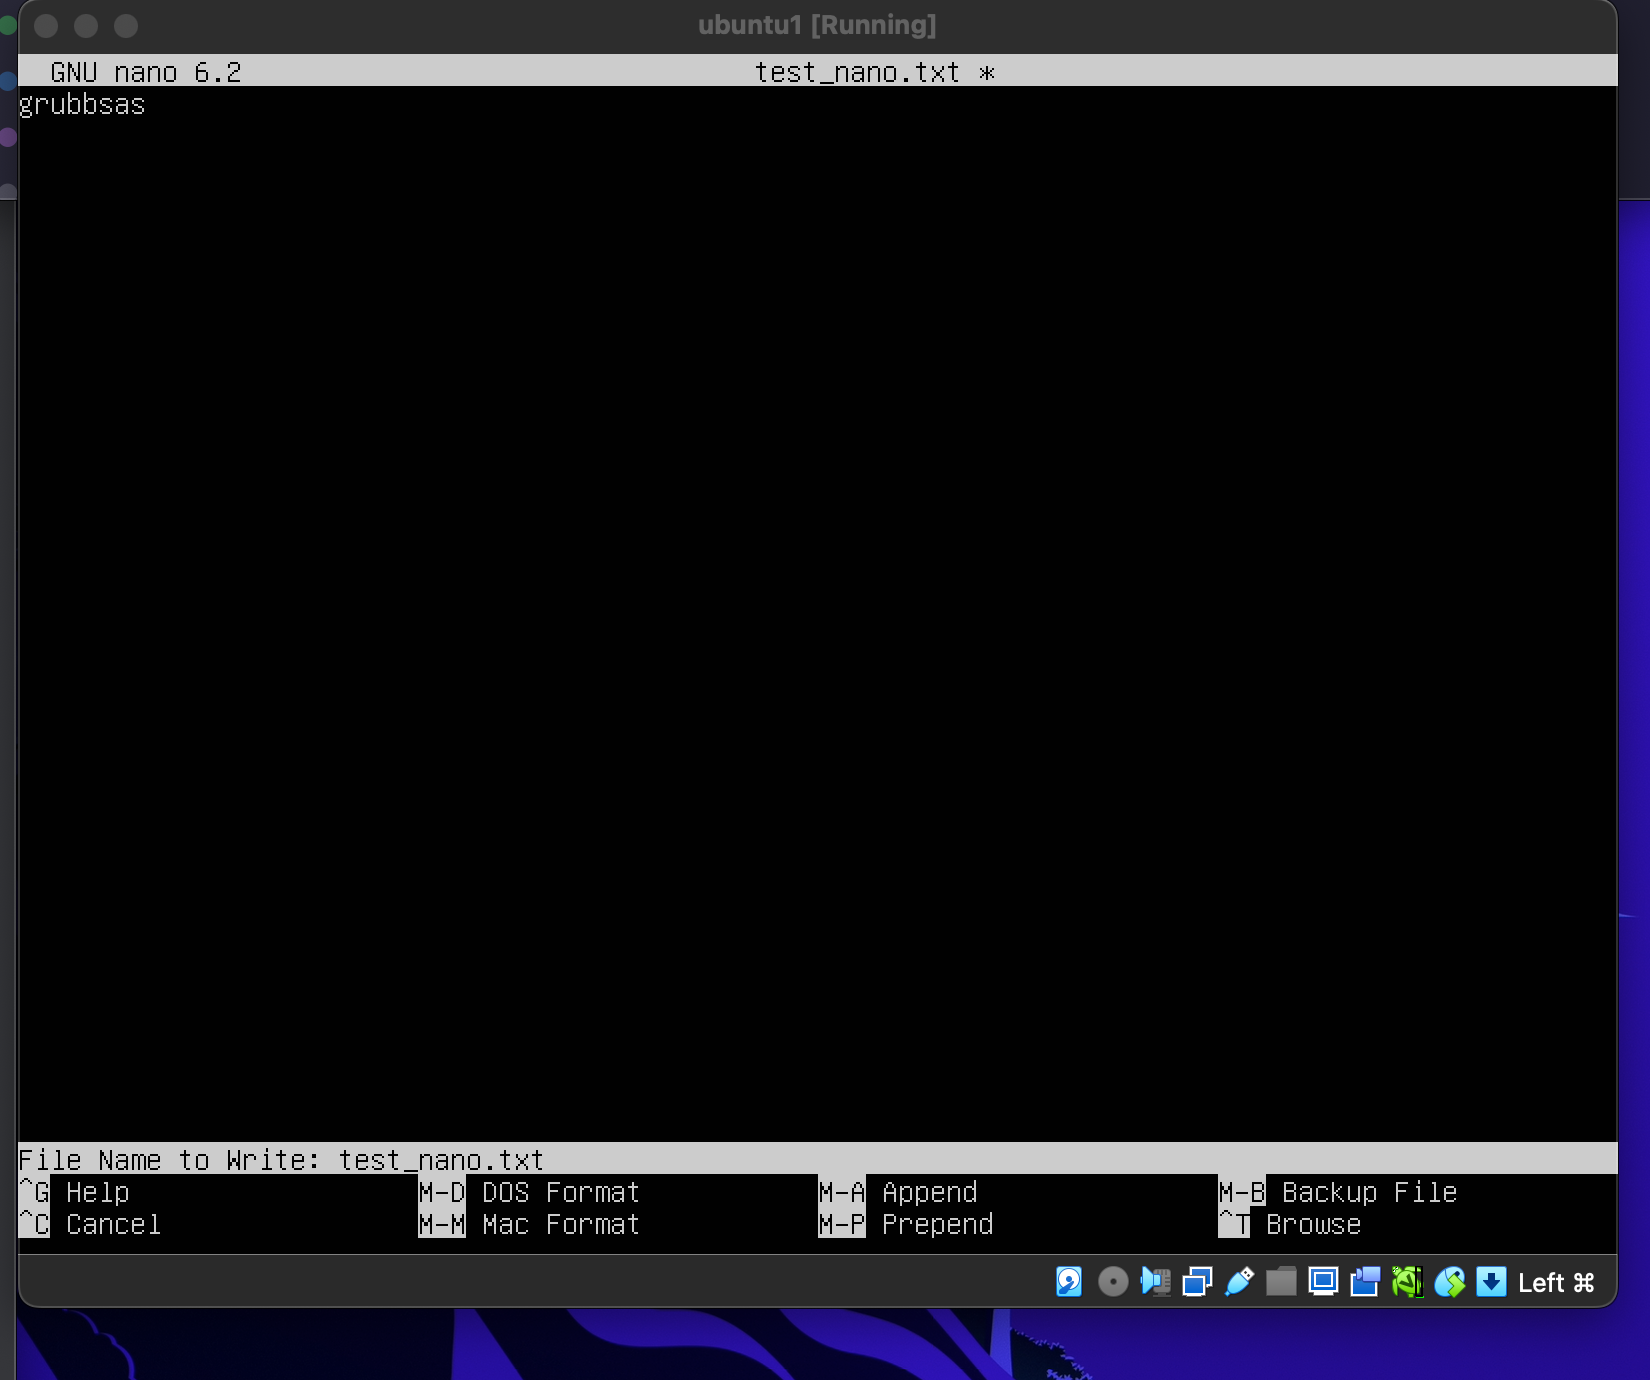 ubuntu1 [Running]
GNU nano 6.2 test_nano.txt *
grubbsas
File Name to Write: test_nano.txt
^G Help M-D DOS Format M-A Append M-B Backup File
^C Cancel M-M Mac Format M-P Prepend ^T Browse
Left ⌘